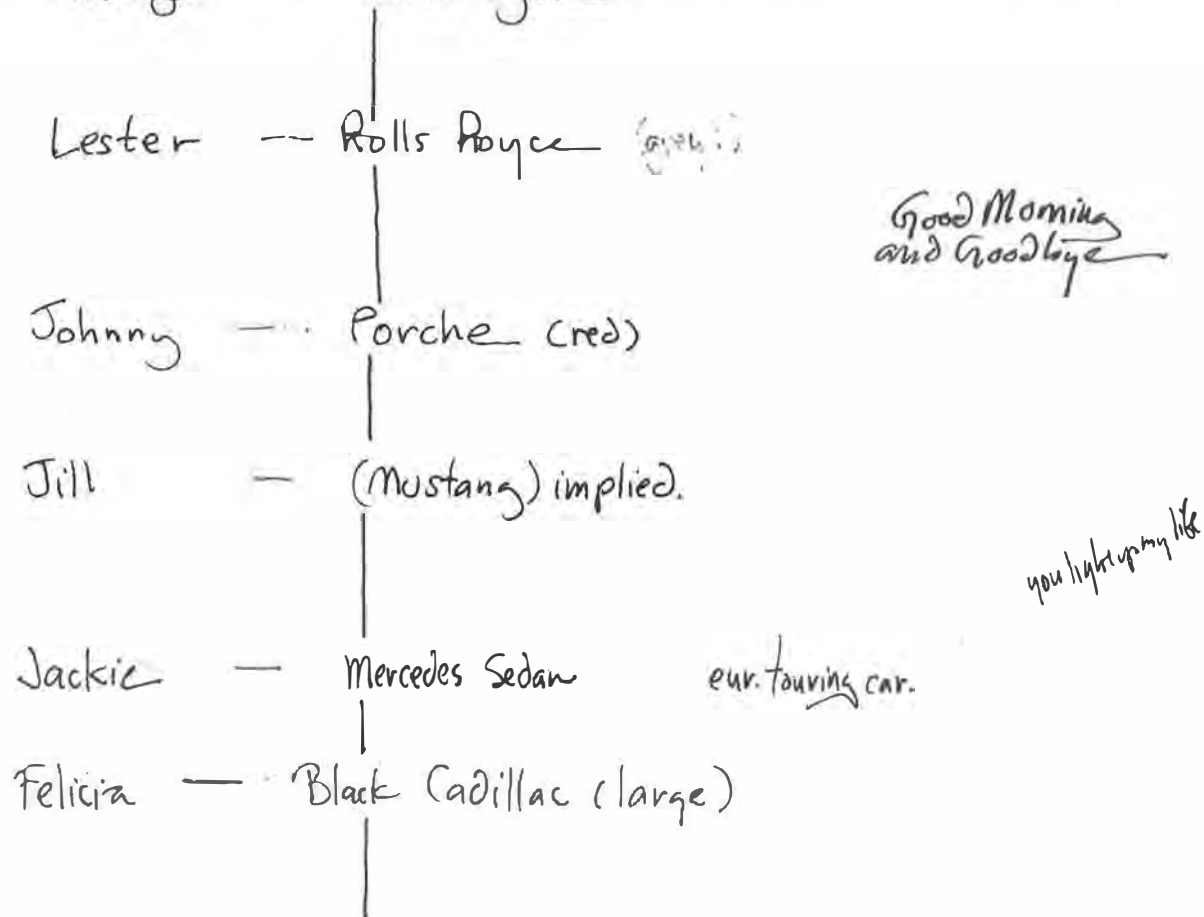 Lester -- Rolls Royce
Good Morning
and Goodbye
Johnny - Porche (red)
Jill - (Mustang) implied.
you light up my life
Jackie - Mercedes Sedan eur. touring car.
Felicia - Black Cadillac (large)